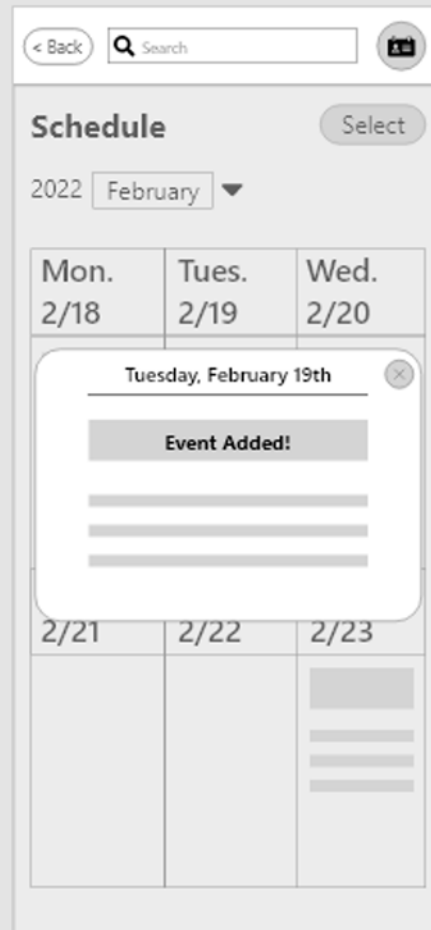 < Back
Search
Schedule
Select
2022
February
Mon.
Tues.
Wed.
2/18
2/19
2/20
Tuesday, February 19th
Event Added!
2/21
2/22
2/23